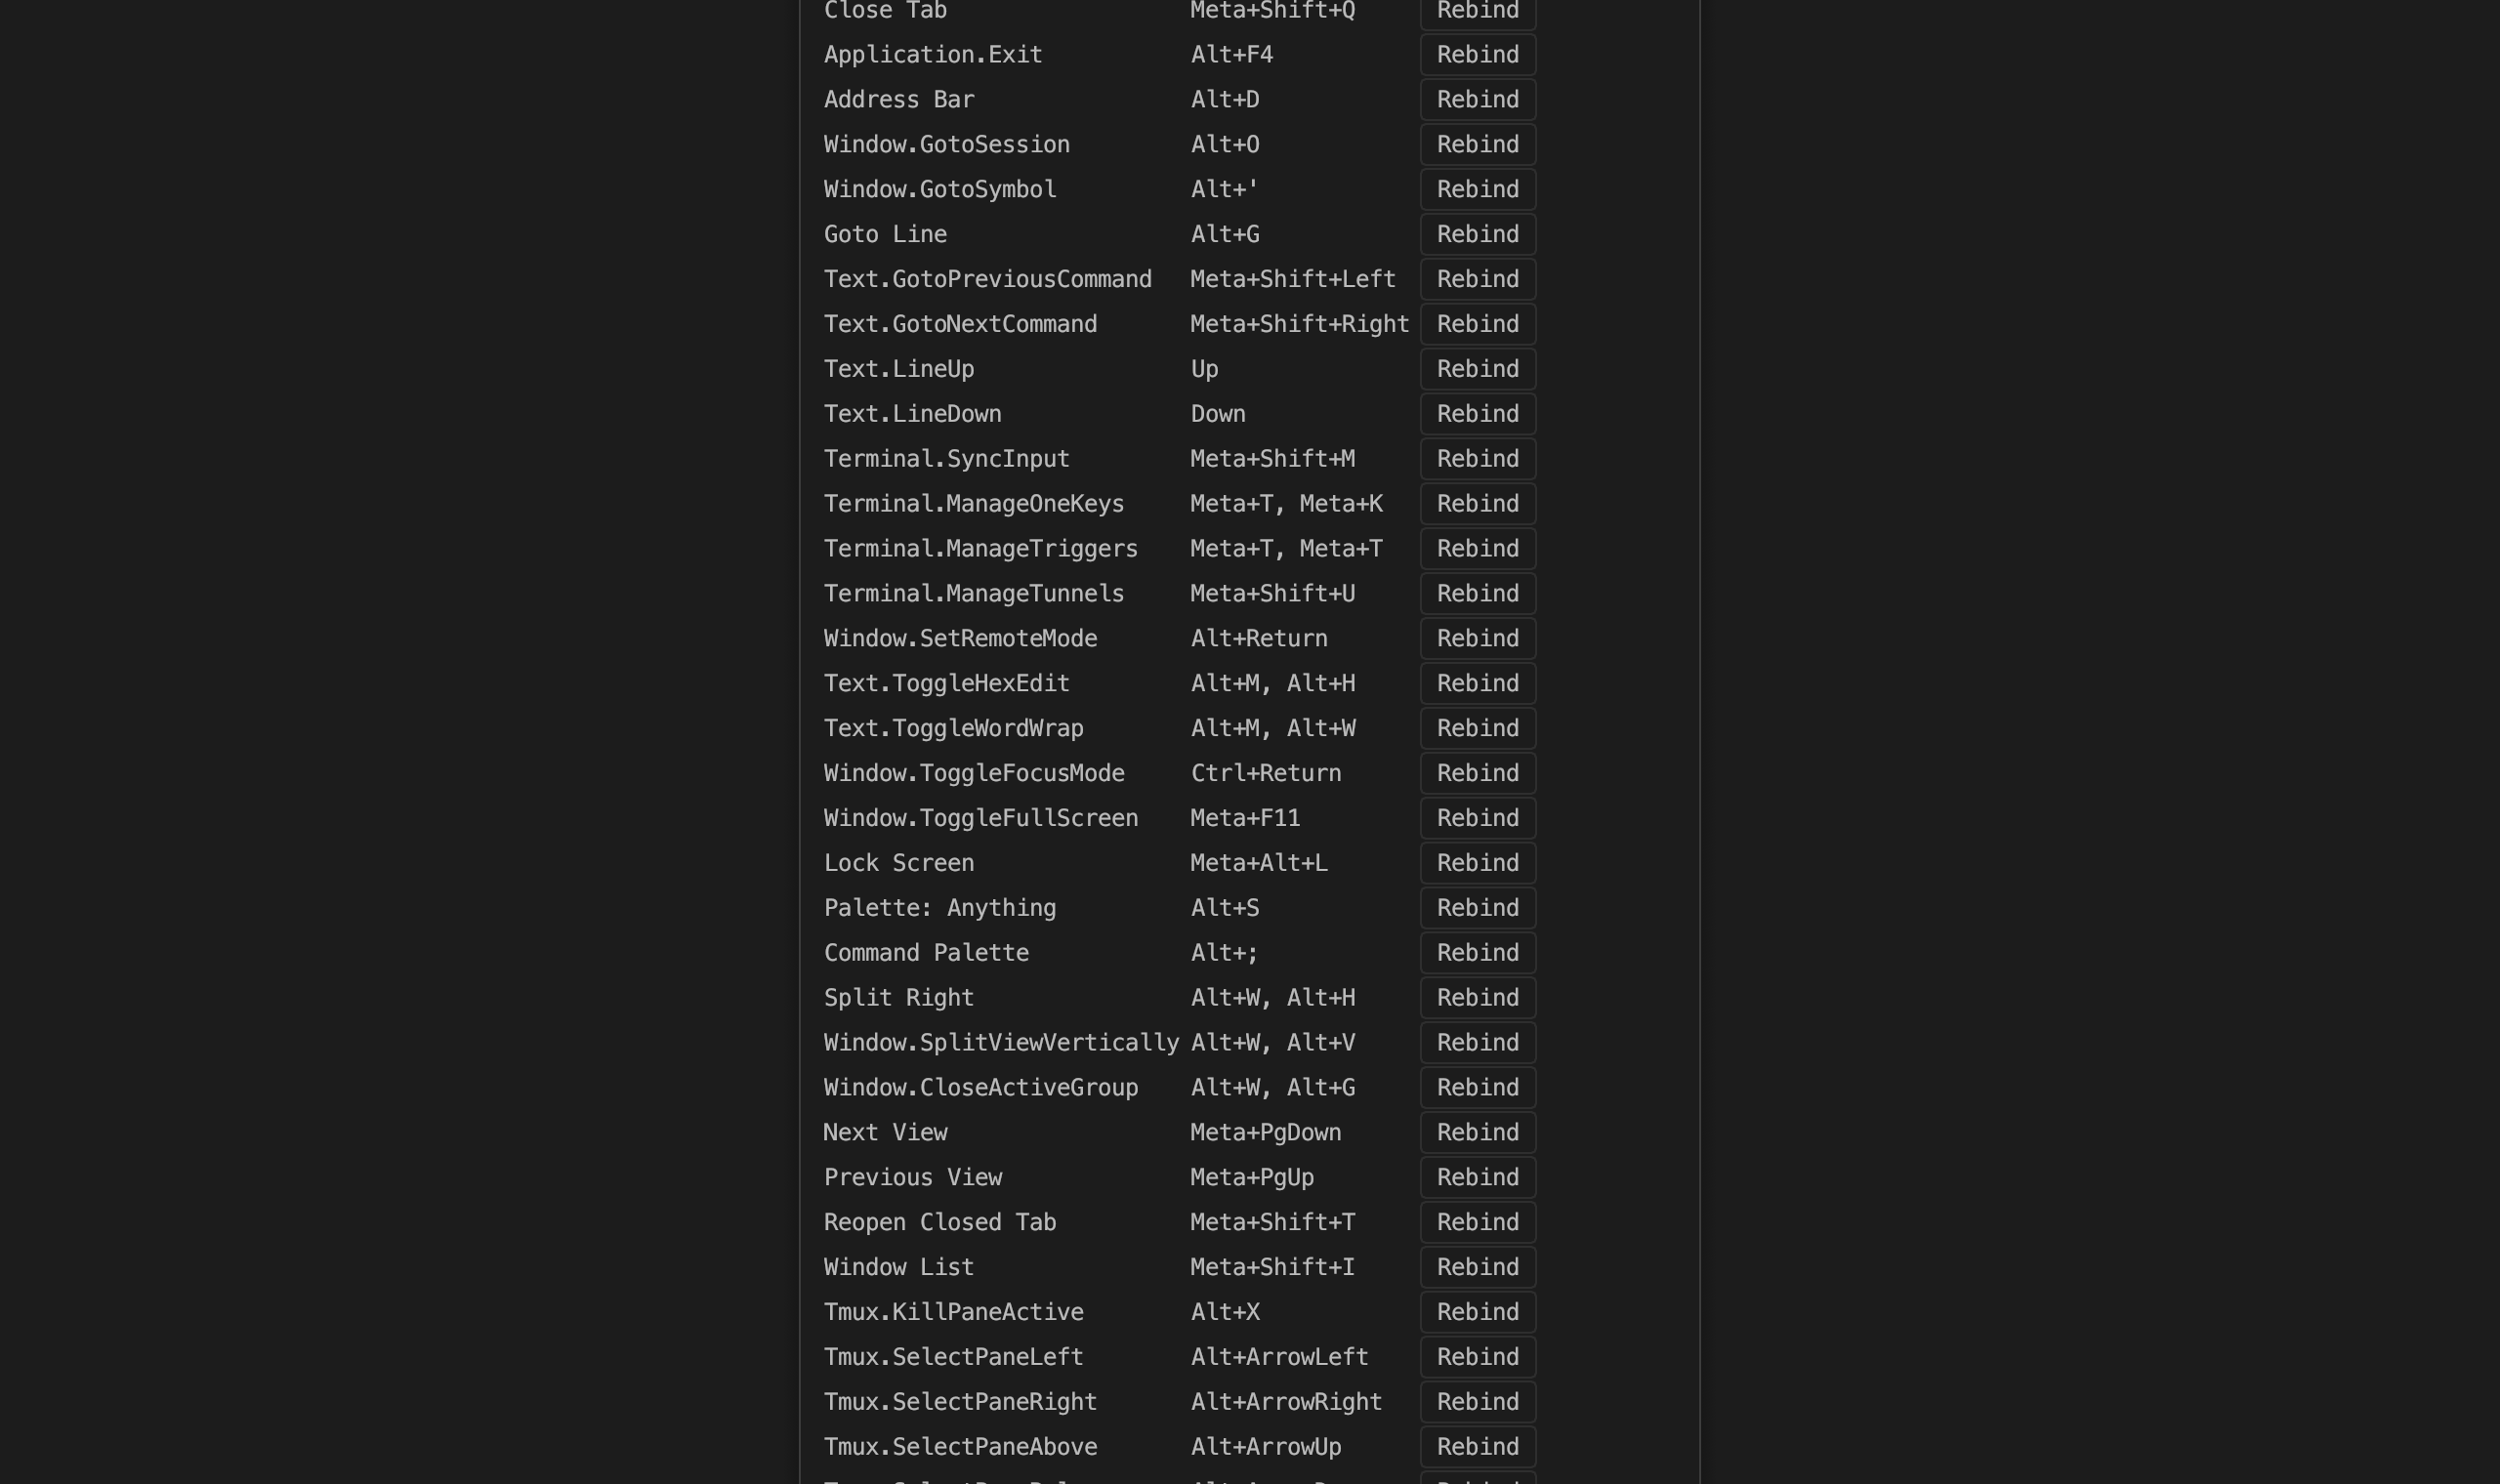 Close Tab Meta+Shift+Q Rebind
Application.Exit Alt+F4 Rebind
Address Bar Alt+D Rebind
Window.GotoSession Alt+O Rebind
Window.GotoSymbol Alt+' Rebind
Goto Line Alt+G Rebind
Text.GotoPreviousCommand Meta+Shift+Left Rebind
Text.GotoNextCommand Meta+Shift+Right Rebind
Text.LineUp Up Rebind
Text.LineDown Down Rebind
Terminal.SyncInput Meta+Shift+M Rebind
Terminal.ManageOneKeys Meta+T, Meta+K Rebind
Terminal.ManageTriggers Meta+T, Meta+T Rebind
Terminal.ManageTunnels Meta+Shift+U Rebind
Window.SetRemoteMode Alt+Return Rebind
Text.ToggleHexEdit Alt+M, Alt+H Rebind
Text.ToggleWordWrap Alt+M, Alt+W Rebind
Window.ToggleFocusMode Ctrl+Return Rebind
Window.ToggleFullScreen Meta+F11 Rebind
Lock Screen Meta+Alt+L Rebind
Palette: Anything Alt+S Rebind
Command Palette Alt+; Rebind
Split Right Alt+W, Alt+H Rebind
Window.SplitViewVertically Alt+W, Alt+V Rebind
Window.CloseActiveGroup Alt+W, Alt+G Rebind
Next View Meta+PgDown Rebind
Previous View Meta+PgUp Rebind
Reopen Closed Tab Meta+Shift+T Rebind
Window List Meta+Shift+I Rebind
Tmux.KillPaneActive Alt+X Rebind
Tmux.SelectPaneLeft Alt+ArrowLeft Rebind
Tmux.SelectPaneRight Alt+ArrowRight Rebind
Tmux.SelectPaneAbove Alt+ArrowUp Rebind